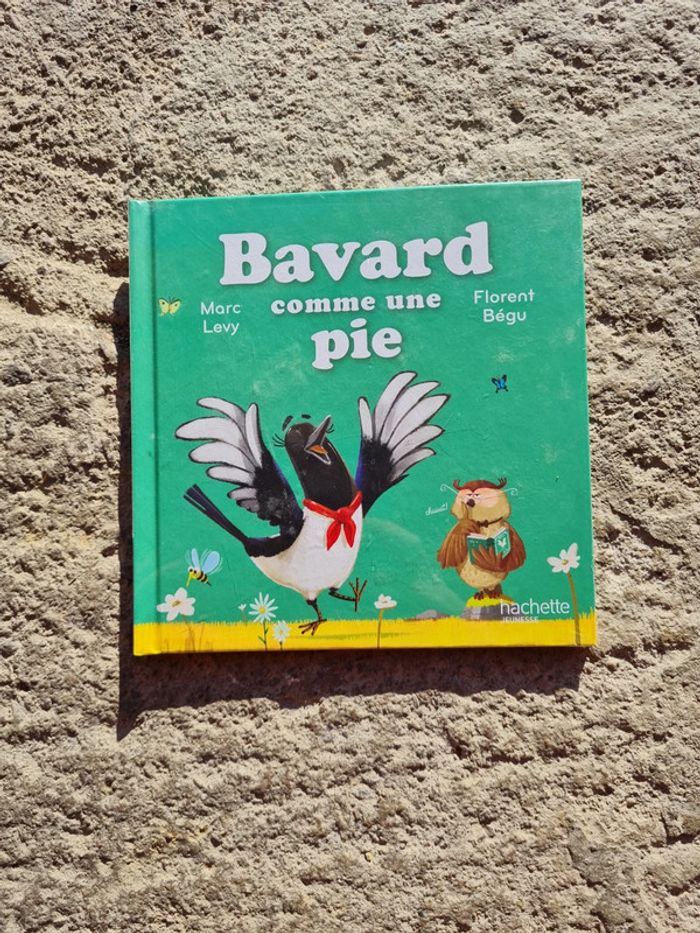 Bavard
comme une
pie
Marc
Levy
Florent
Bégu
chuuut!
hachette
JEUNESSE